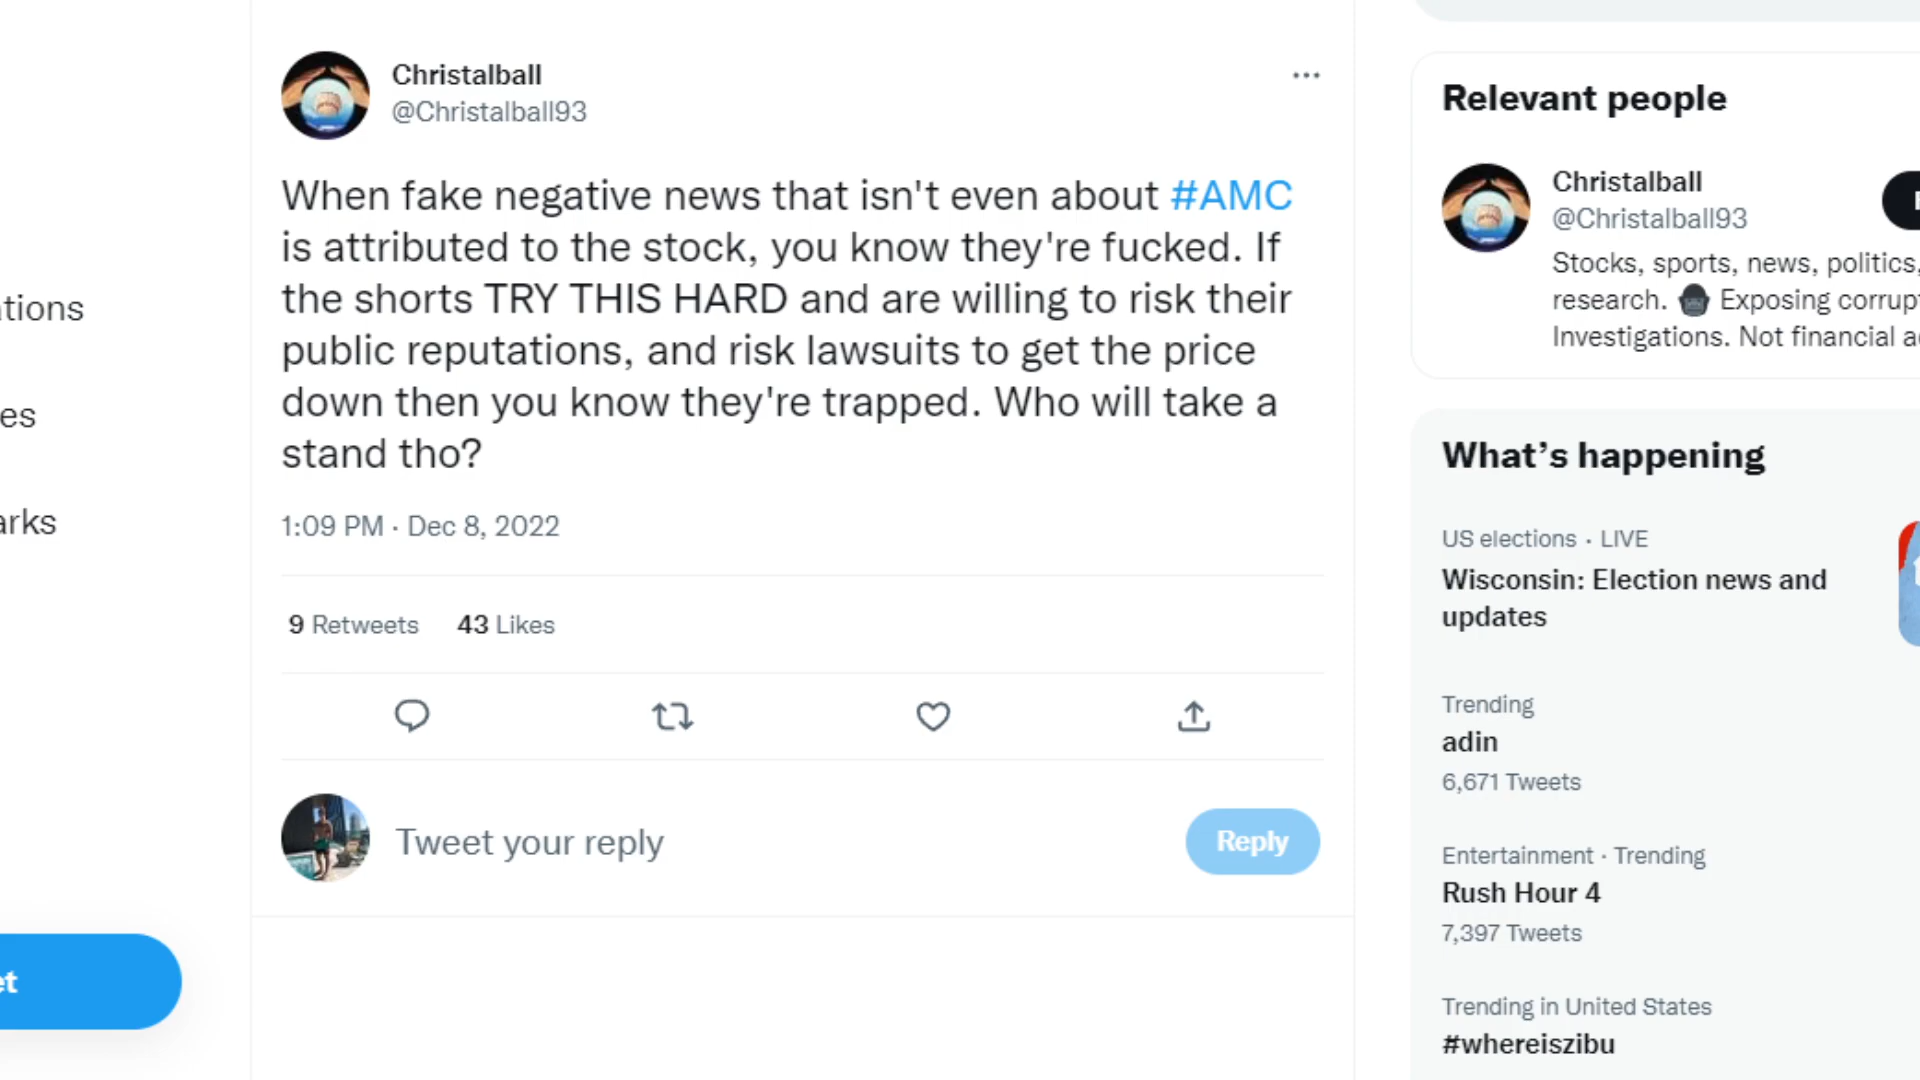 Christalball
@Christalball93
When fake negative news that isn't even about #AMC
is attributed to the stock, you know they're fucked. If
the shorts TRY THIS HARD and are willing to risk their
public reputations, and risk lawsuits to get the price
down then you know they're trapped. Who will take a
stand tho?
1:09 PM · Dec 8, 2022
9 Retweets 43 Likes
Tweet your reply
Reply
Relevant people
Christalball
@Christalball93
Stocks, sports, news, politics,
research. Exposing
Investigations. Not financial
What's happening
US elections · LIVE
Wisconsin: Election news and
updates
Trending
adin
6,671 Tweets
Entertainment · Trending
Rush Hour 4
7,397 Tweets
Trending in United States
#whereiszibu